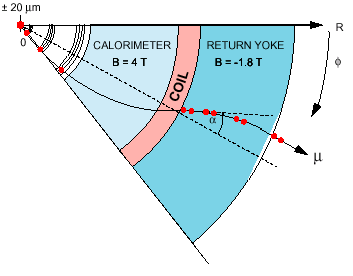 ± 20 μm
0
R
CALORIMETER
B = 4 T
RETURN YOKE
B = -1.8 T
COIL
ϕ
α
μ